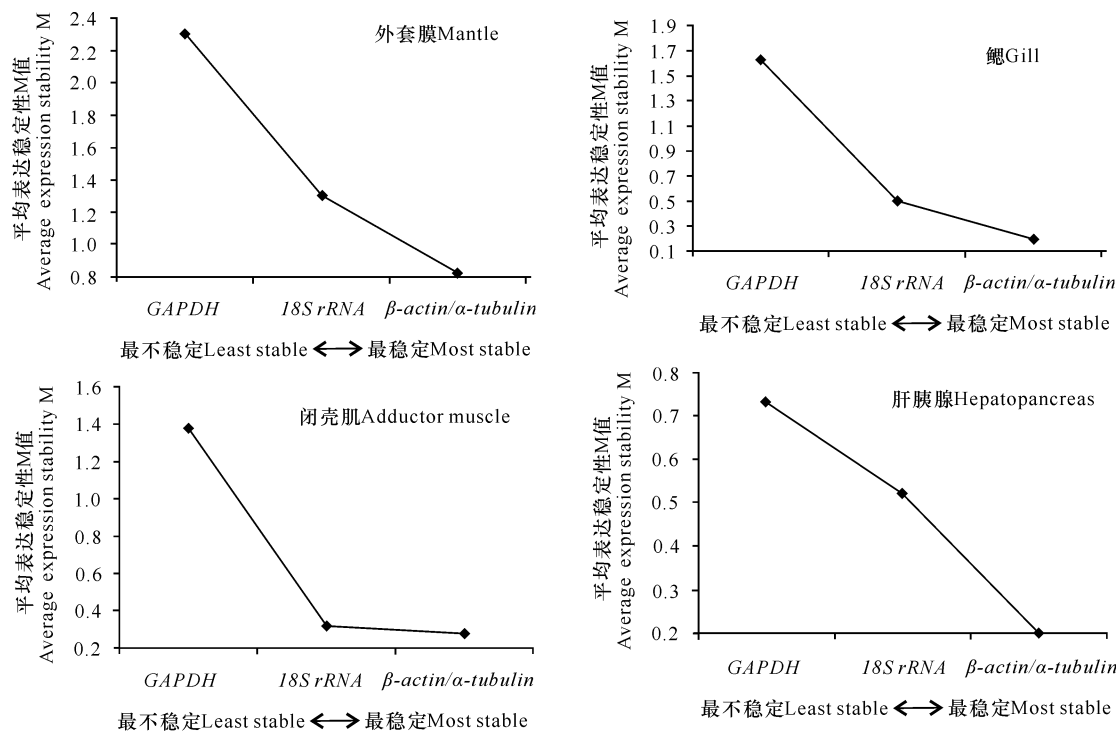 外套膜Mantle
平均表达稳定性M值
Average expression stability M
2.4
2.2
2.0
1.8
1.6
1.4
1.2
1.0
0.8
GAPDH 18S rRNA β-actin/α-tubulin
最不稳定Least stable ↔ 最稳定Most stable
鳃Gill
平均表达稳定性M值
Average expression stability M
1.9
1.7
1.5
1.3
1.1
0.9
0.7
0.5
0.3
0.1
GAPDH 18S rRNA β-actin/α-tubulin
最不稳定Least stable ↔ 最稳定Most stable
闭壳肌Adductor muscle
平均表达稳定性M值
Average expression stability M
1.6
1.4
1.2
1.0
0.8
0.6
0.4
0.2
GAPDH 18S rRNA β-actin/α-tubulin
最不稳定Least stable ↔ 最稳定Most stable
肝胰腺Hepatopancreas
平均表达稳定性M值
Average expression stability M
0.8
0.7
0.6
0.5
0.4
0.3
0.2
GAPDH 18S rRNA β-actin/α-tubulin
最不稳定Least stable ↔ 最稳定Most stable